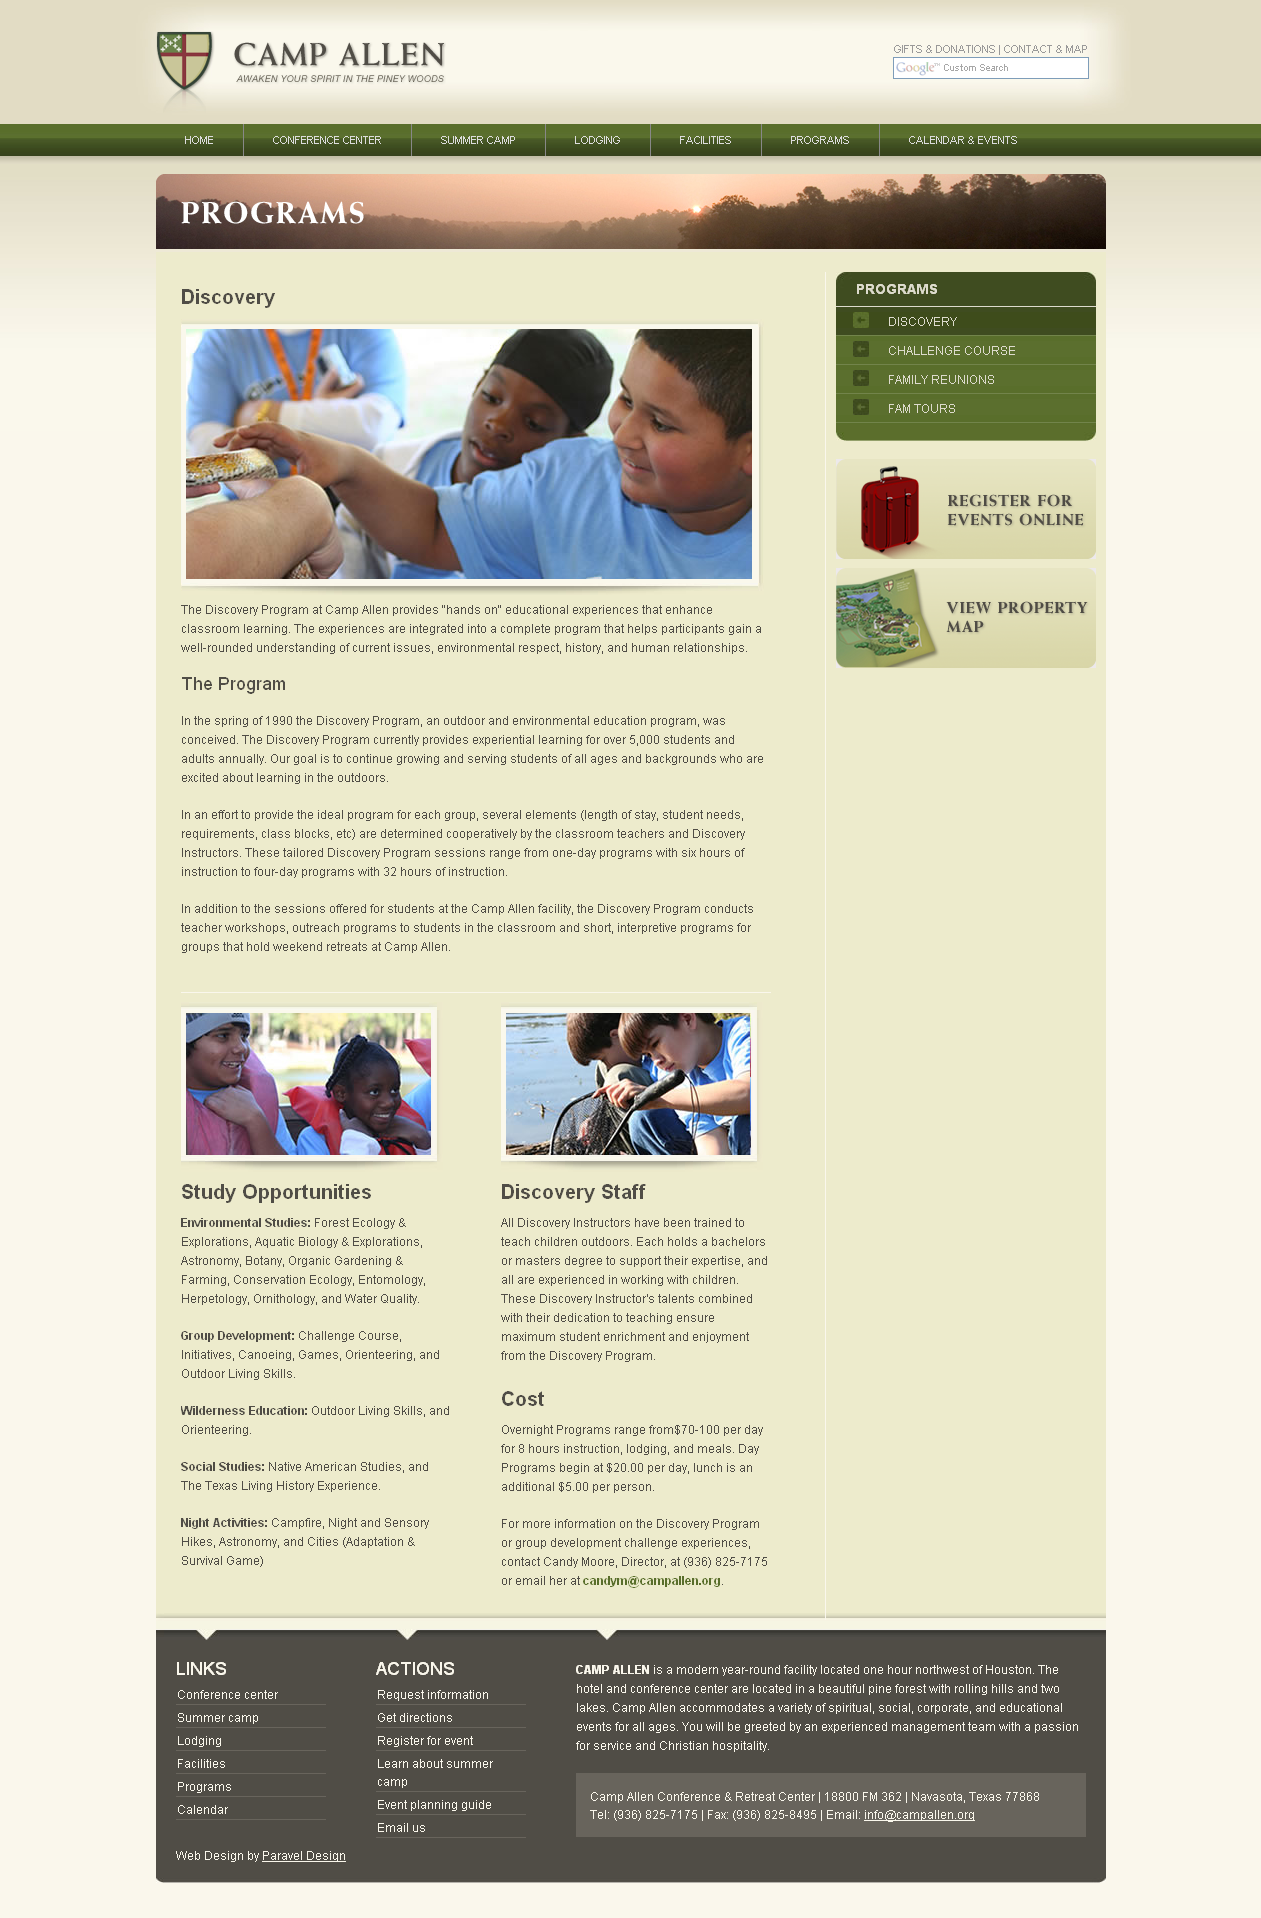 CAMP ALLEN
AWAKEN YOUR SPIRIT IN THE PINEY WOODS
GIFTS & DONATIONS | CONTACT & MAP
Google™ Custom Search
HOME
CONFERENCE CENTER
SUMMER CAMP
LODGING
FACILITIES
PROGRAMS
CALENDAR & EVENTS
PROGRAMS
Discovery
The Discovery Program at Camp Allen provides "hands on" educational experiences that enhance
classroom learning. The experiences are integrated into a complete program that helps participants gain a
well-rounded understanding of current issues, environmental respect, history, and human relationships.
The Program
In the spring of 1990 the Discovery Program, an outdoor and environmental education program, was
conceived. The Discovery Program currently provides experiential learning for over 5,000 students and
adults annually. Our goal is to continue growing and serving students of all ages and backgrounds who are
excited about learning in the outdoors.
In an effort to provide the ideal program for each group, several elements (length of stay, student needs,
requirements, class blocks, etc) are determined cooperatively by the classroom teachers and Discovery
Instructors. These tailored Discovery Program sessions range from one-day programs with six hours of
instruction to four-day programs with 32 hours of instruction.
In addition to the sessions offered for students at the Camp Allen facility, the Discovery Program conducts
teacher workshops, outreach programs to students in the classroom and short, interpretive programs for
groups that hold weekend retreats at Camp Allen.
Study Opportunities
Environmental Studies: Forest Ecology &
Explorations, Aquatic Biology & Explorations,
Astronomy, Botany, Organic Gardening &
Farming, Conservation Ecology, Entomology,
Herpetology, Ornithology, and Water Quality.
Group Development: Challenge Course,
Initiatives, Canoeing, Games, Orienteering, and
Outdoor Living Skills.
Wilderness Education: Outdoor Living Skills, and
Orienteering.
Social Studies: Native American Studies, and
The Texas Living History Experience.
Night Activities: Campfire, Night and Sensory
Hikes, Astronomy, and Cities (Adaptation &
Survival Game)
Discovery Staff
All Discovery Instructors have been trained to
teach children outdoors. Each holds a bachelors
or masters degree to support their expertise, and
all are experienced in working with children.
These Discovery Instructor's talents combined
with their dedication to teaching ensure
maximum student enrichment and enjoyment
from the Discovery Program.
Cost
Overnight Programs range from$70-100 per day
for 8 hours instruction, lodging, and meals. Day
Programs begin at $20.00 per day, lunch is an
additional $5.00 per person.
For more information on the Discovery Program
or group development challenge experiences,
contact Candy Moore, Director, at (936) 825-7175
or email her at candym@campallen.org.
PROGRAMS
DISCOVERY
CHALLENGE COURSE
FAMILY REUNIONS
FAM TOURS
REGISTER FOR
EVENTS ONLINE
VIEW PROPERTY
MAP
LINKS
Conference center
Summer camp
Lodging
Facilities
Programs
Calendar
Web Design by Paravel Design
ACTIONS
Request information
Get directions
Register for event
Learn about summer
camp
Event planning guide
Email us
CAMP ALLEN is a modern year-round facility located one hour northwest of Houston. The
hotel and conference center are located in a beautiful pine forest with rolling hills and two
lakes. Camp Allen accommodates a variety of spiritual, social, corporate, and educational
events for all ages. You will be greeted by an experienced management team with a passion
for service and Christian hospitality.
Camp Allen Conference & Retreat Center | 18800 FM 362 | Navasota, Texas 77868
Tel: (936) 825-7175 | Fax: (936) 825-8495 | Email: info@campallen.org